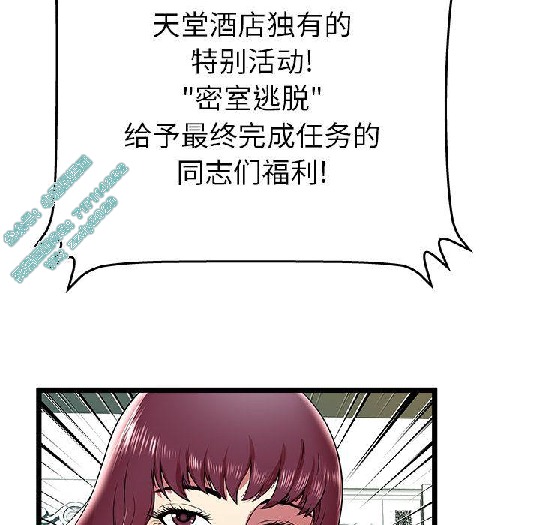 天堂酒店独有的
特别活动!
"密室逃脱"
给予最终完成任务的
同志们福利!